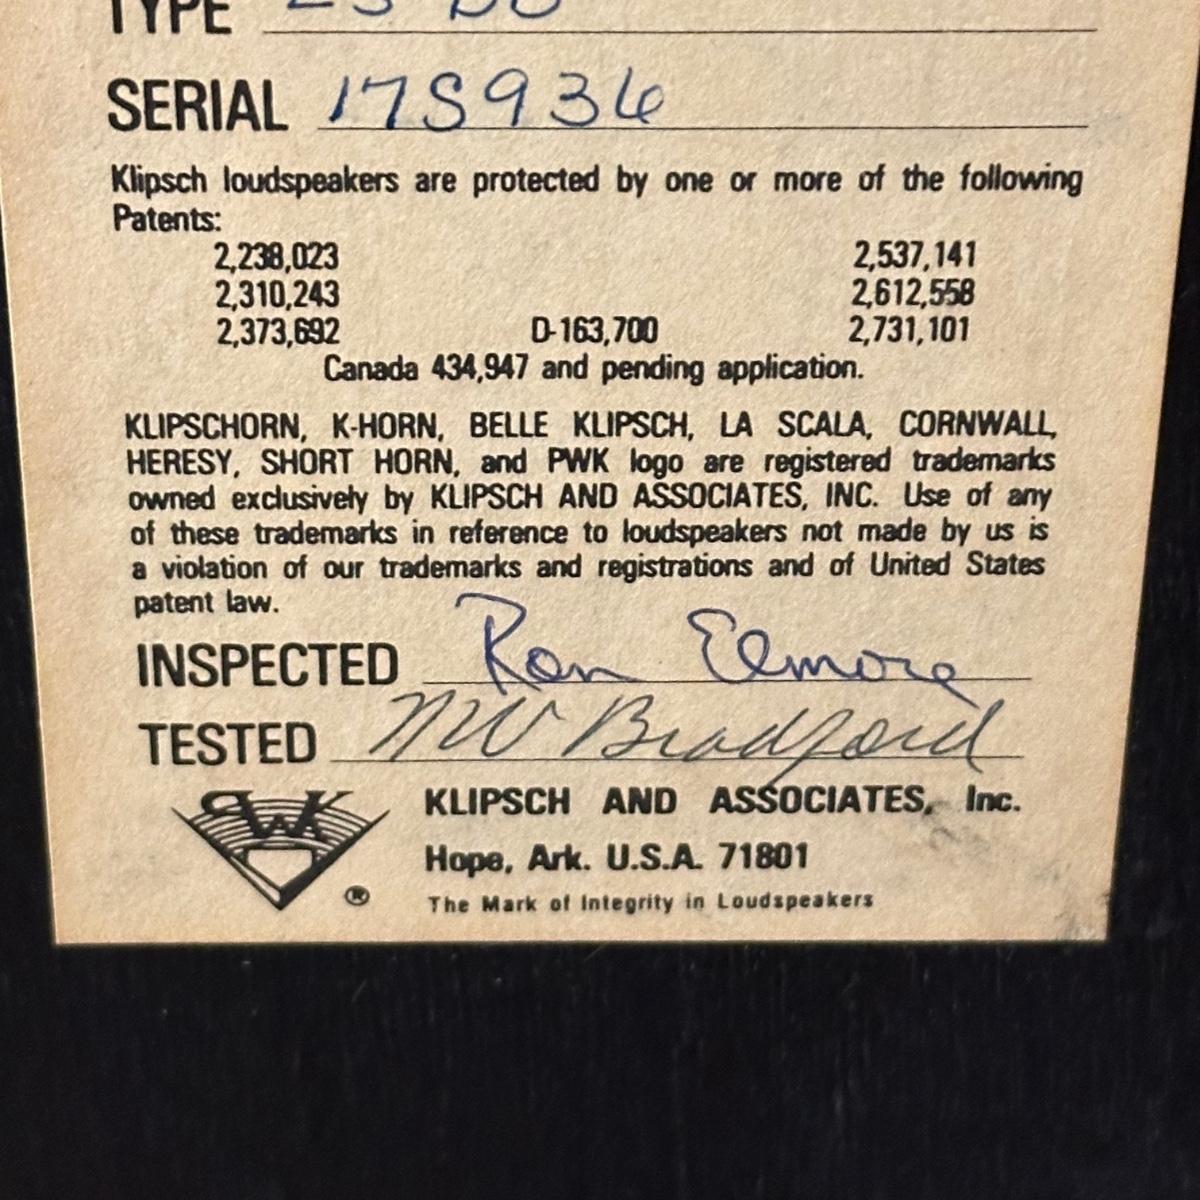 TYPE LS-BL
SERIAL 17S936
Klipsch loudspeakers are protected by one or more of the following
Patents:
2,238,023 2,537,141
2,310,243 2,612,558
2,373,692 D-163,700 2,731,101
Canada 434,947 and pending application.
KLIPSCHORN, K-HORN, BELLE KLIPSCH, LA SCALA, CORNWALL,
HERESY, SHORT HORN, and PWK logo are registered trademarks
owned exclusively by KLIPSCH AND ASSOCIATES, INC. Use of any
of these trademarks in reference to loudspeakers not made by us is
a violation of our trademarks and registrations and of United States
patent law.
INSPECTED Ron Elmore
TESTED NW Bradford
PWK
KLIPSCH AND ASSOCIATES, Inc.
Hope, Ark. U.S.A. 71801
® The Mark of Integrity in Loudspeakers